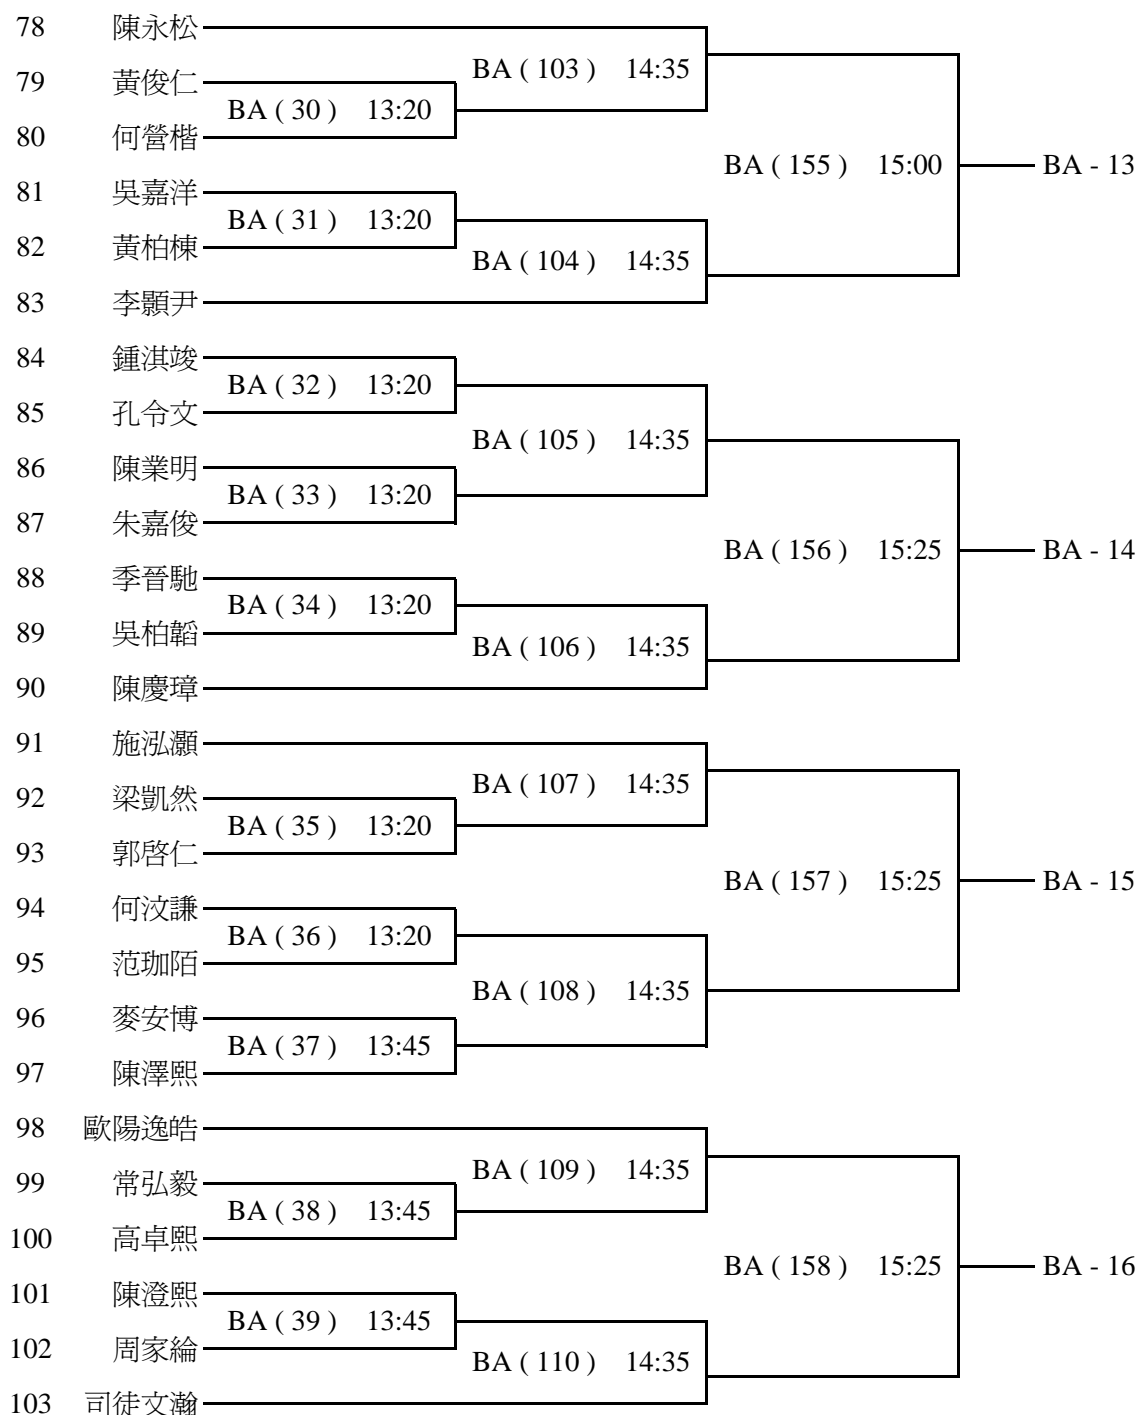 78 陳永松
BA ( 103 ) 14:35
79 黃俊仁
BA ( 30 ) 13:20
80 何營楷
BA ( 155 ) 15:00 BA - 13
81 吳嘉洋
BA ( 31 ) 13:20
82 黃柏棟
BA ( 104 ) 14:35
83 李顥尹
84 鍾淇竣
BA ( 32 ) 13:20
85 孔令文
BA ( 105 ) 14:35
86 陳業明
BA ( 33 ) 13:20
87 朱嘉俊
BA ( 156 ) 15:25 BA - 14
88 季晉馳
BA ( 34 ) 13:20
89 吳柏韜
BA ( 106 ) 14:35
90 陳慶璋
91 施泓灝
BA ( 107 ) 14:35
92 梁凱然
BA ( 35 ) 13:20
93 郭啓仁
BA ( 157 ) 15:25 BA - 15
94 何汶謙
BA ( 36 ) 13:20
95 范珈陌
BA ( 108 ) 14:35
96 麥安博
BA ( 37 ) 13:45
97 陳澤熙
98 歐陽逸皓
BA ( 109 ) 14:35
99 常弘毅
BA ( 38 ) 13:45
100 高卓熙
BA ( 158 ) 15:25 BA - 16
101 陳澄熙
BA ( 39 ) 13:45
102 周家綸
BA ( 110 ) 14:35
103 司徒文瀚